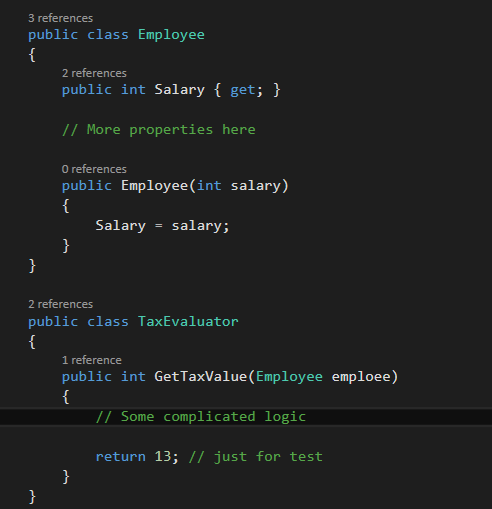 3 references
public class Employee
{
2 references
public int Salary { get; }
// More properties here
0 references
public Employee(int salary)
{
Salary = salary;
}
}
2 references
public class TaxEvaluator
{
1 reference
public int GetTaxValue(Employee emploee)
{
// Some complicated logic
return 13; // just for test
}
}